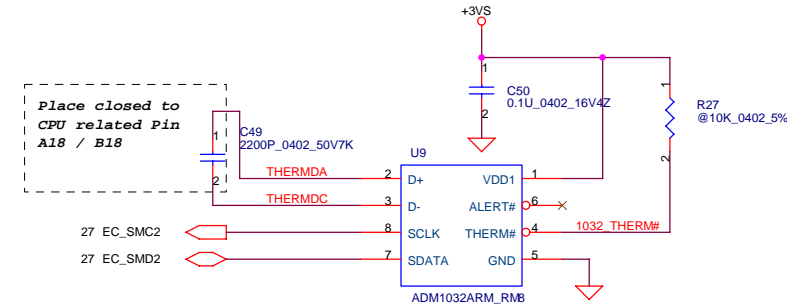 +3VS
1
C50
0.1U_0402_16V4Z
2
1
R27
@10K_0402_5%
2
Place closed to
CPU related Pin
A18 / B18
1
C49
2200P_0402_50V7K
2
U9
THERMDA
2
D+
VDD1
1
THERMDC
3
D-
ALERT#
6
27 EC_SMC2
8
SCLK
THERM#
4
1032_THERM#
27 EC_SMD2
7
SDATA
GND
5
ADM1032ARM_RM8